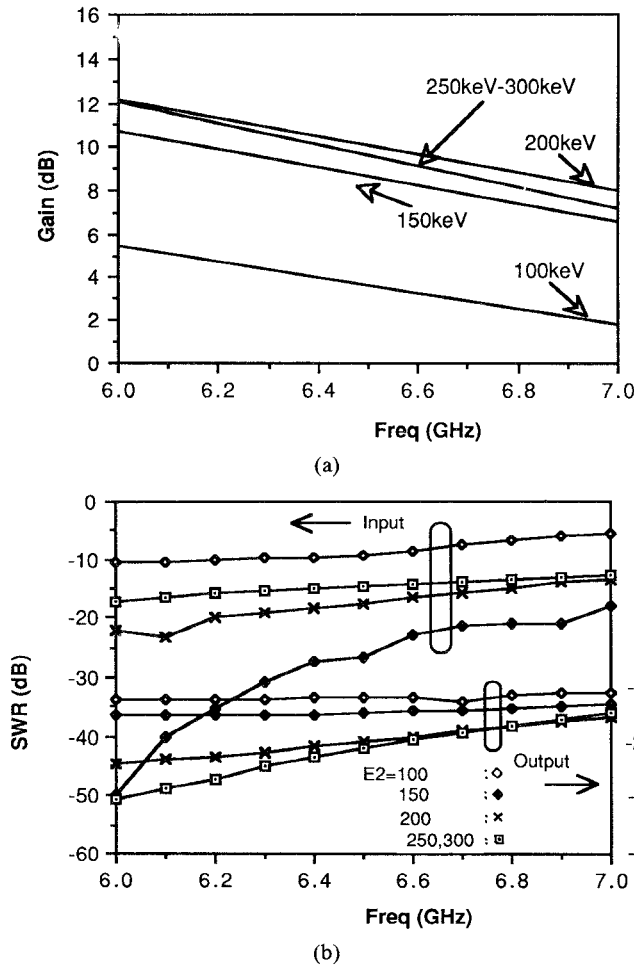 16
14
12
10
8
6
4
2
0
Gain (dB)
250keV-300keV
200keV
150keV
100keV
6.0 6.2 6.4 6.6 6.8 7.0
Freq (GHz)
(a)
0
-10
-20
-30
-40
-50
-60
SWR (dB)
Input
Output
E2=100 :
150 :
200 :
250,300 :
6.0 6.2 6.4 6.6 6.8 7.0
Freq (GHz)
(b)